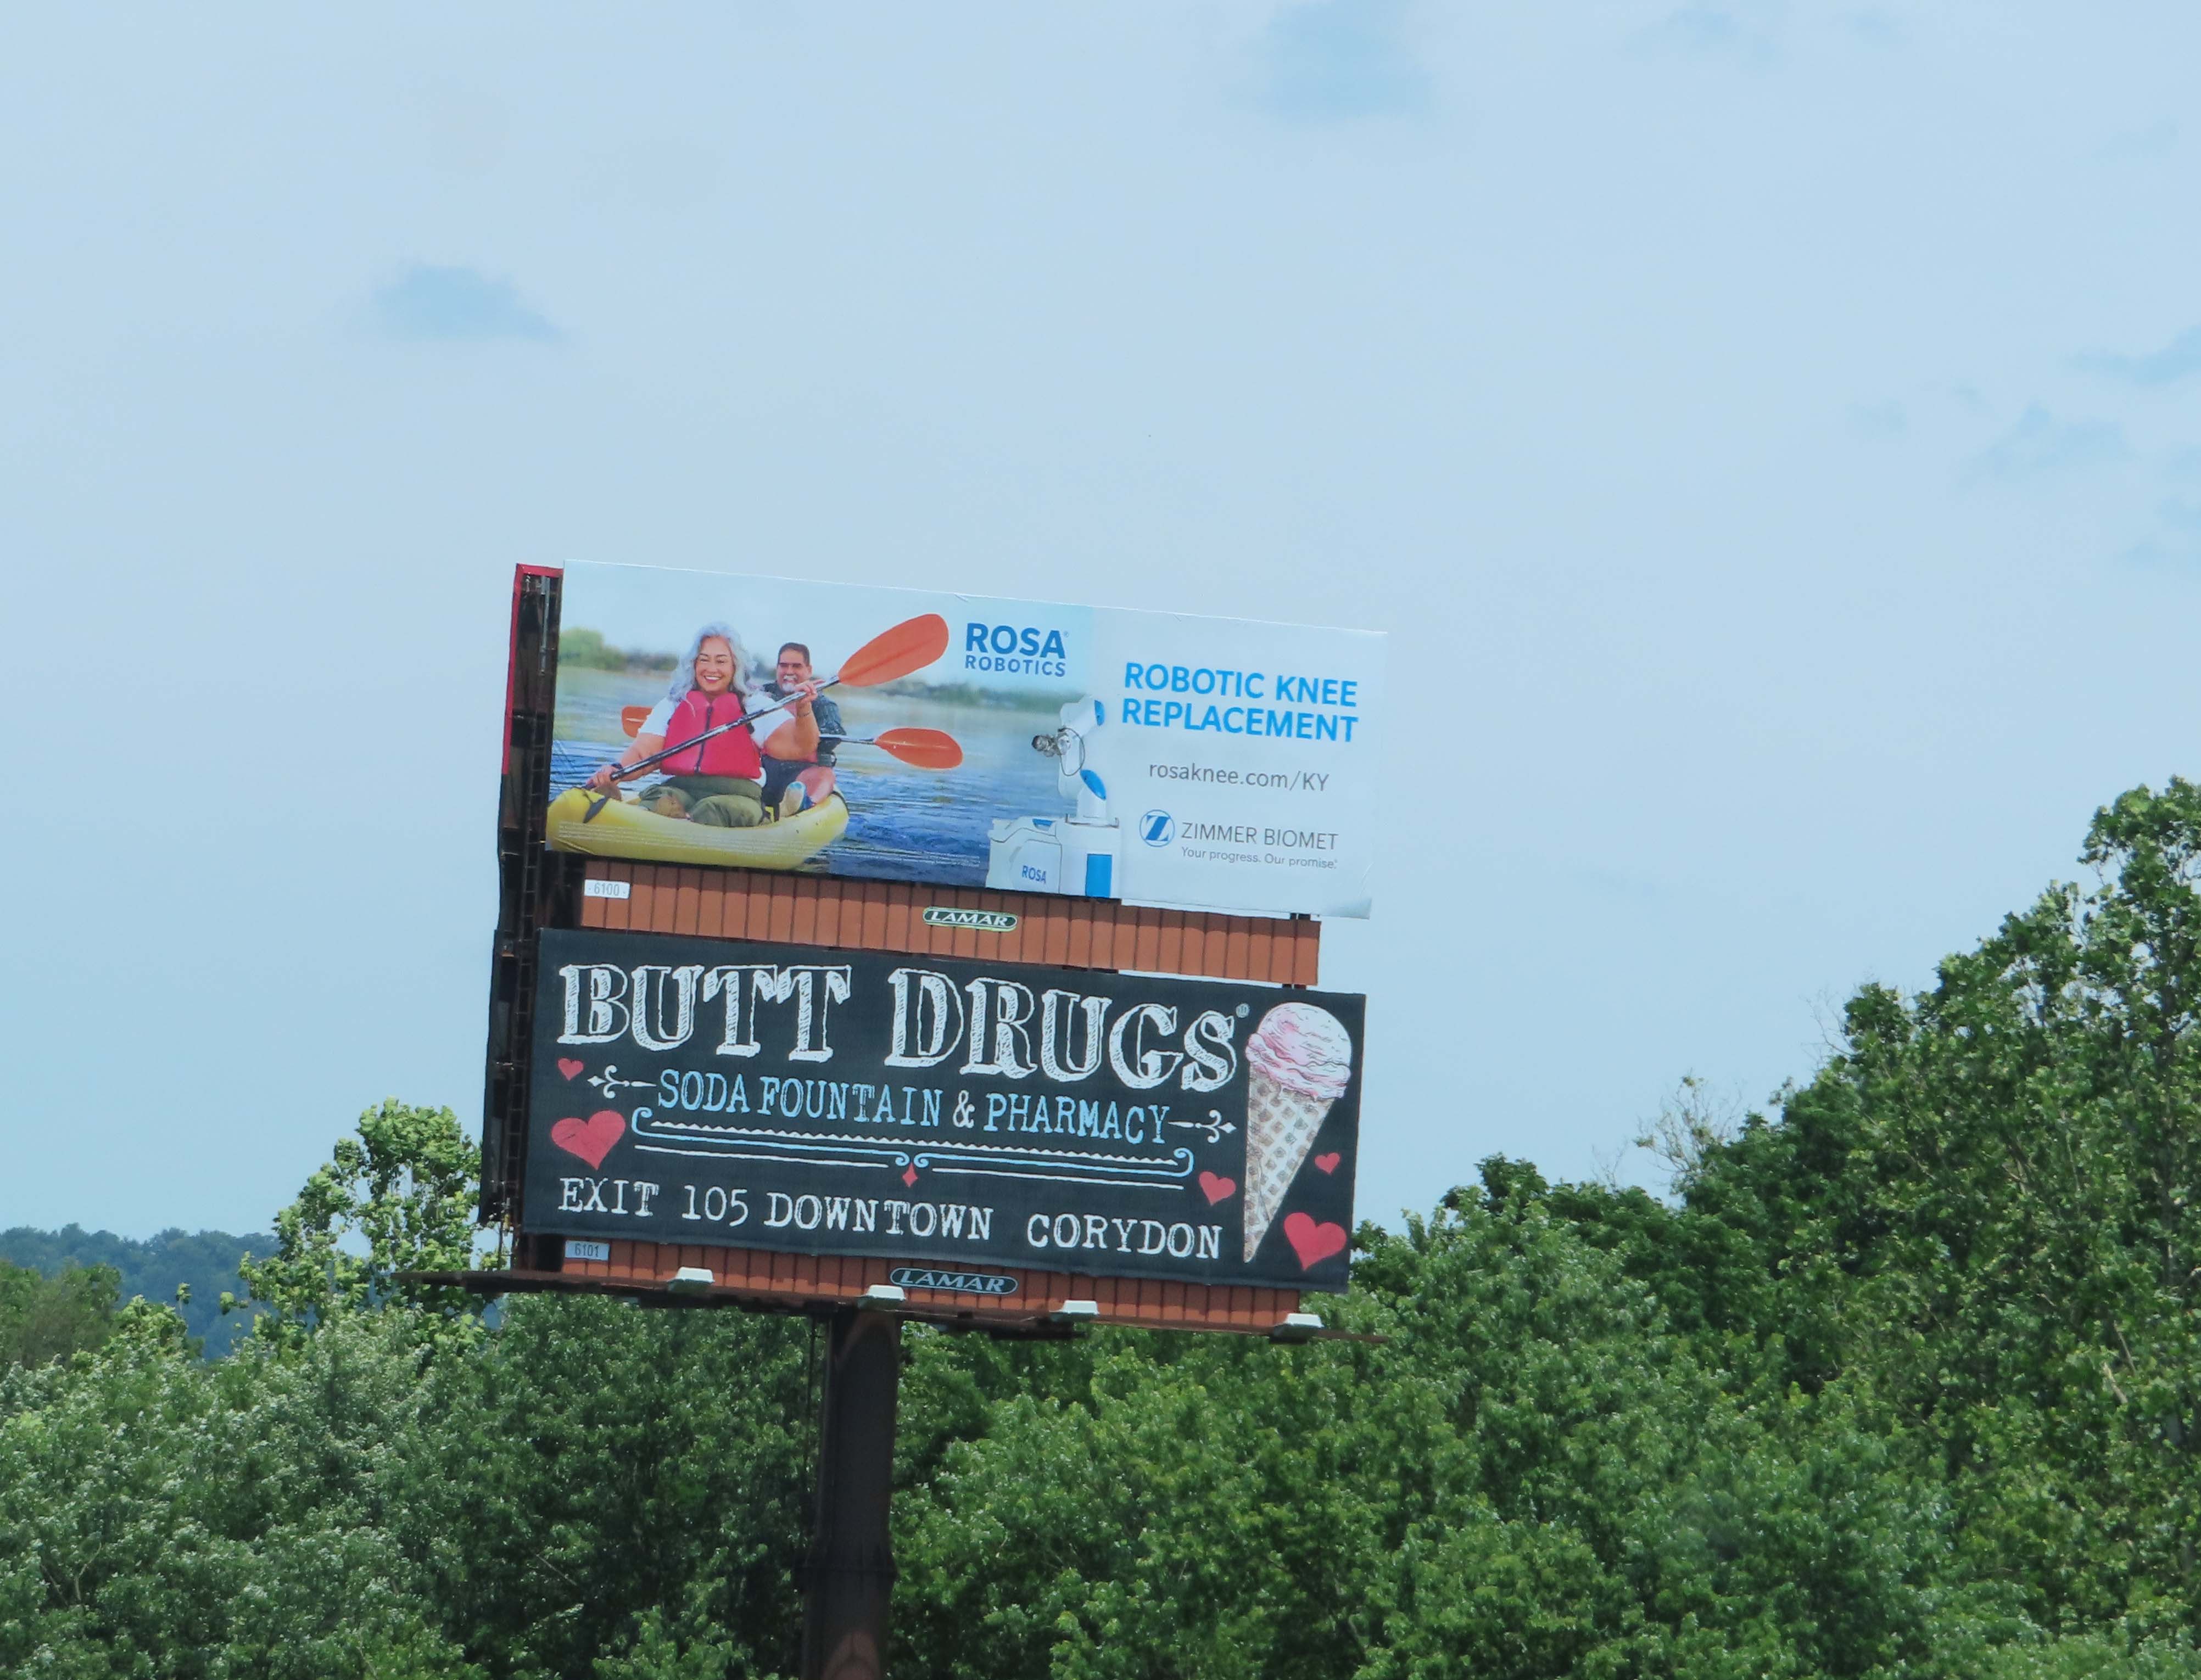 ROSA
ROBOTICS
ROBOTIC KNEE
REPLACEMENT
rosaknee.com/KY
ZIMMER BIOMET
Your progress. Our promise.
ROSA
6100
LAMAR
BUTT DRUGS
SODA FOUNTAIN & PHARMACY
EXIT 105 DOWNTOWN CORYDON
6101
LAMAR